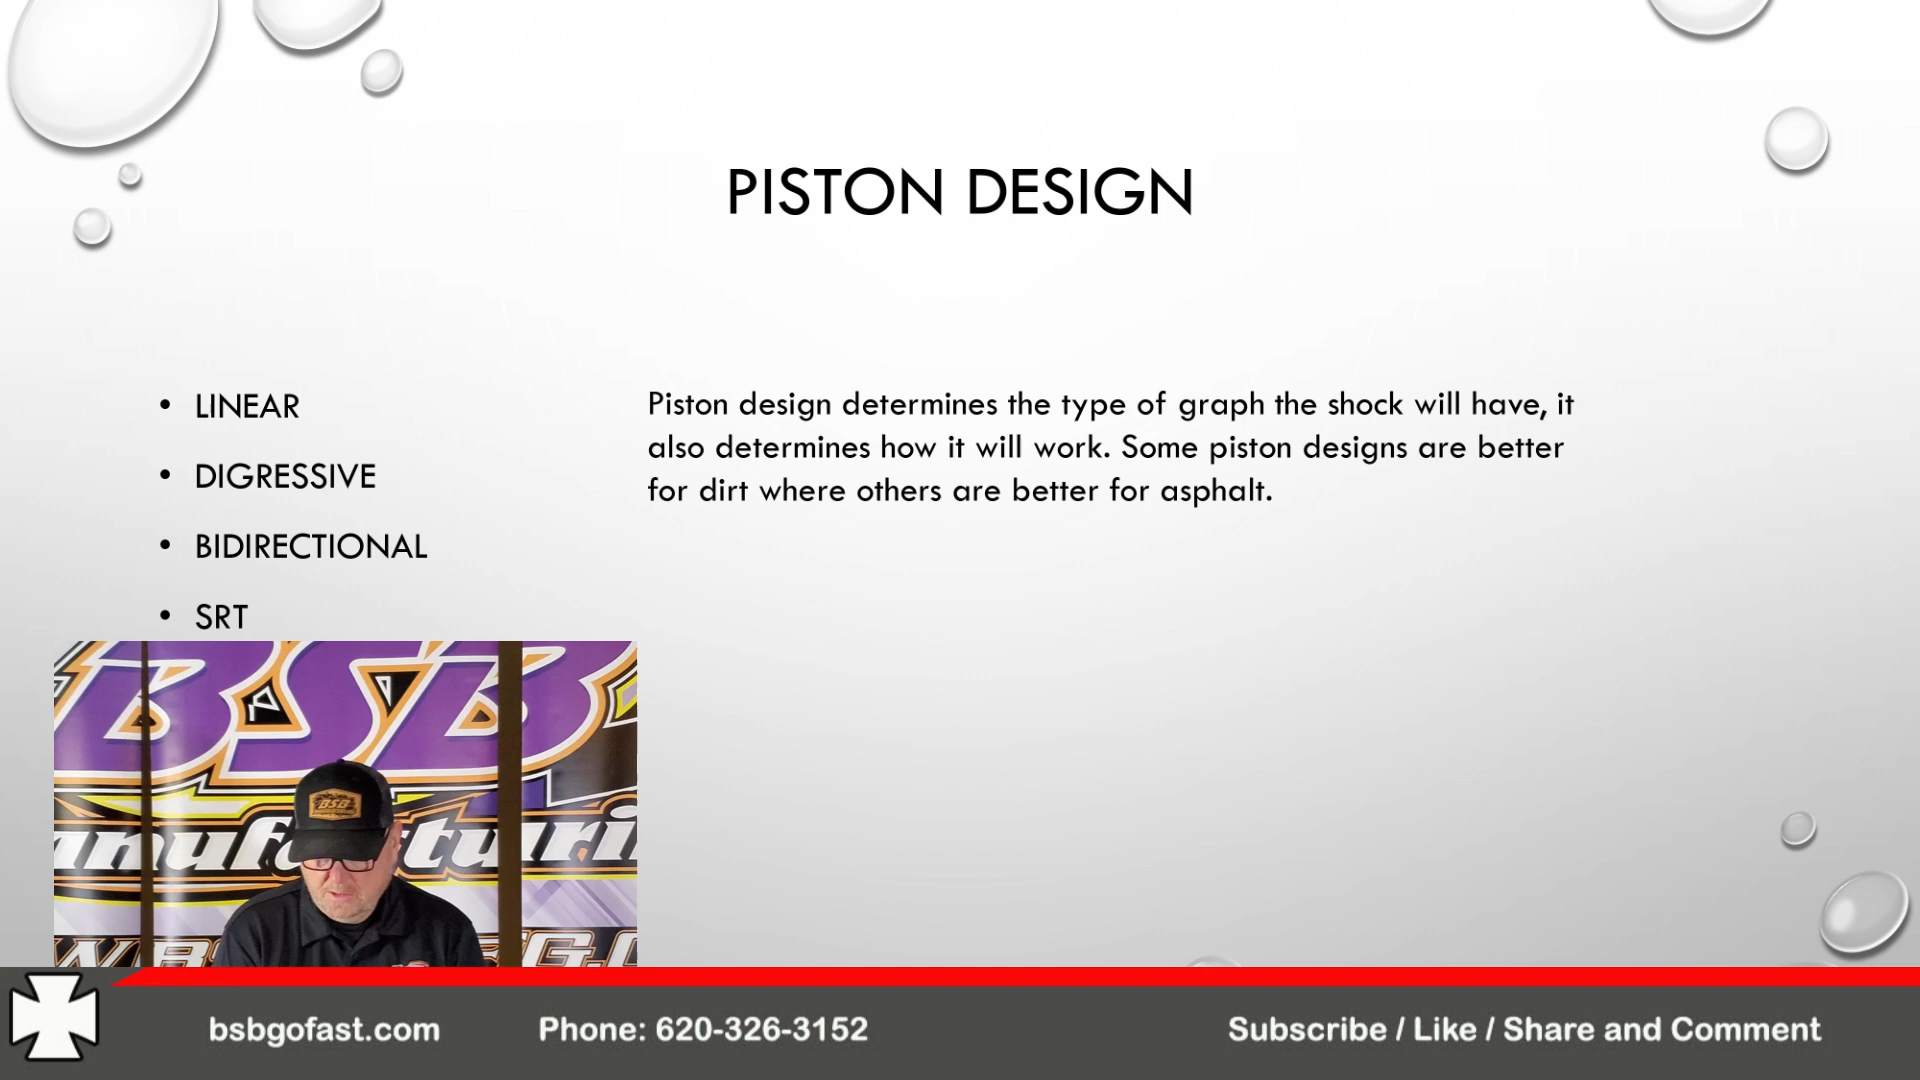 PISTON DESIGN
• LINEAR
• DIGRESSIVE
• BIDIRECTIONAL
• SRT
Piston design determines the type of graph the shock will have, it
also determines how it will work. Some piston designs are better
for dirt where others are better for asphalt.
BSB
BSB
bsbgofast.com
Phone: 620-326-3152
Subscribe / Like / Share and Comment